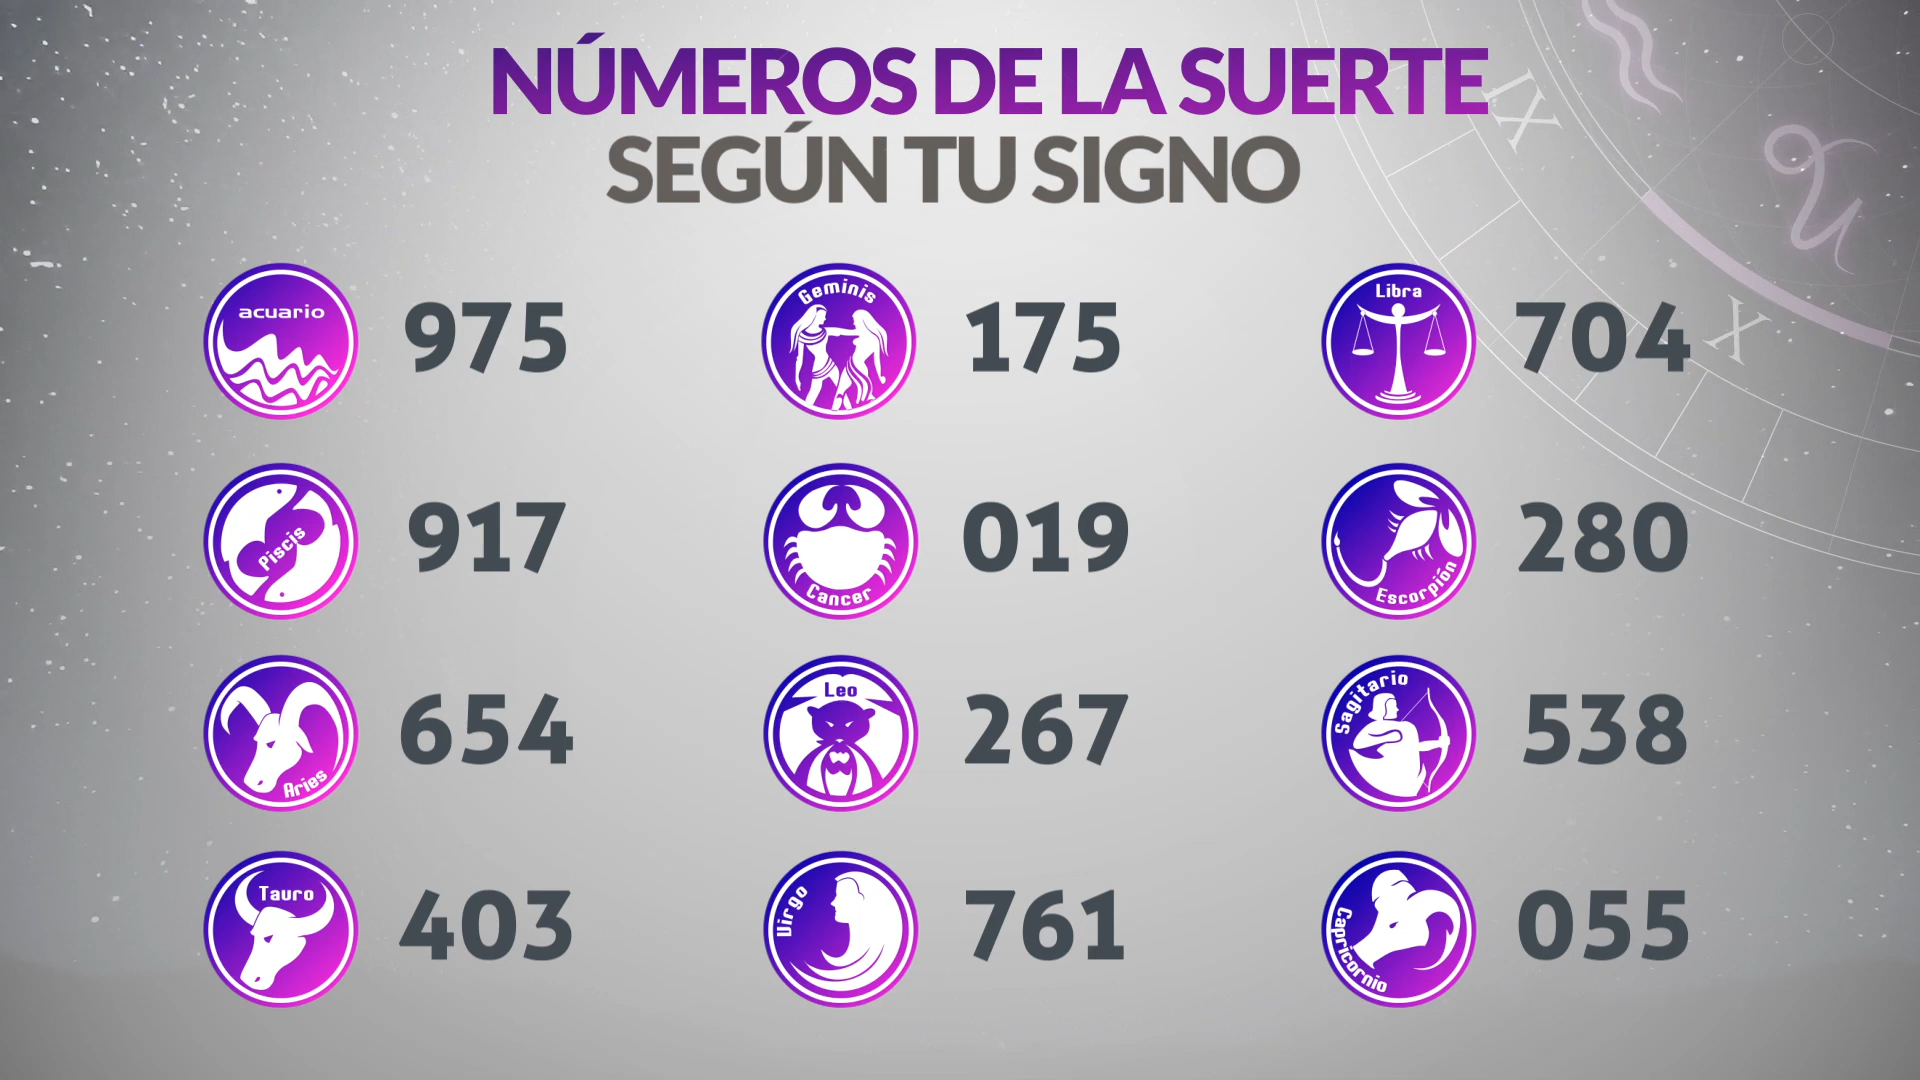 NÚMEROS DE LA SUERTE
SEGÚN TU SIGNO
acuario 975
Geminis 175
Libra 704
Piscis 917
Cancer 019
Escorpión 280
Aries 654
Leo 267
Sagitario 538
Tauro 403
Virgo 761
Capricornio 055
IX
X